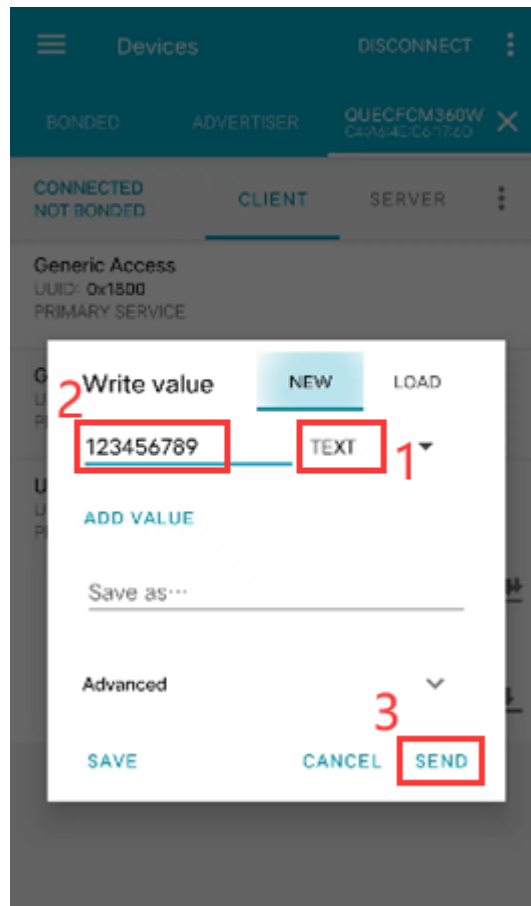 Devices DISCONNECT
BONDED ADVERTISER QUECFCM360W
CONNECTED
NOT BONDED CLIENT SERVER
Generic Access
UUID: 0x1800
PRIMARY SERVICE
Write value NEW LOAD
2
123456789 TEXT 1
ADD VALUE
Save as…
Advanced
3
SAVE CANCEL SEND